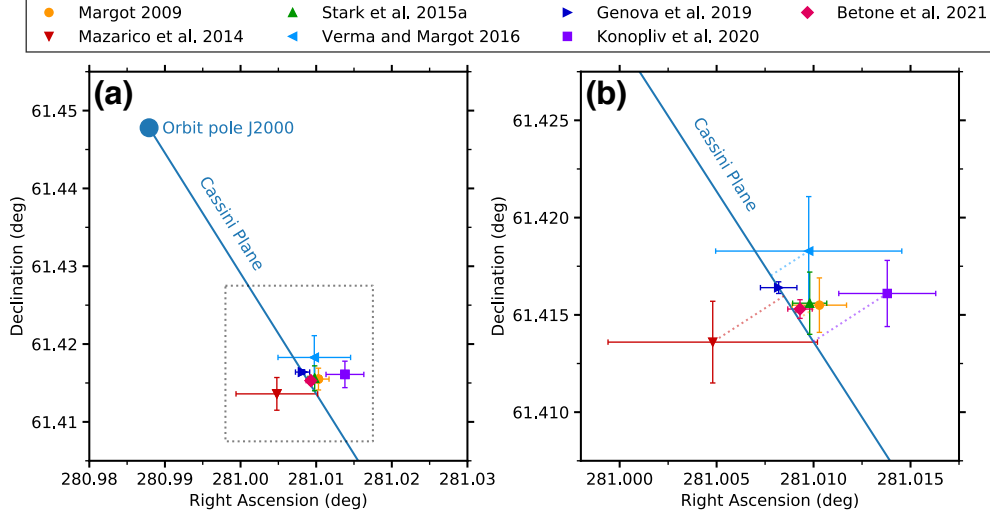 Margot 2009 Stark et al. 2015a Genova et al. 2019 Betone et al. 2021
Mazarico et al. 2014 Verma and Margot 2016 Konopliv et al. 2020
(a)
Orbit pole J2000
Cassini Plane
61.45
61.44
61.43
61.42
61.41
Declination (deg)
280.98 280.99 281.00 281.01 281.02 281.03
Right Ascension (deg)
(b)
Cassini Plane
61.425
61.420
61.415
61.410
Declination (deg)
281.000 281.005 281.010 281.015
Right Ascension (deg)